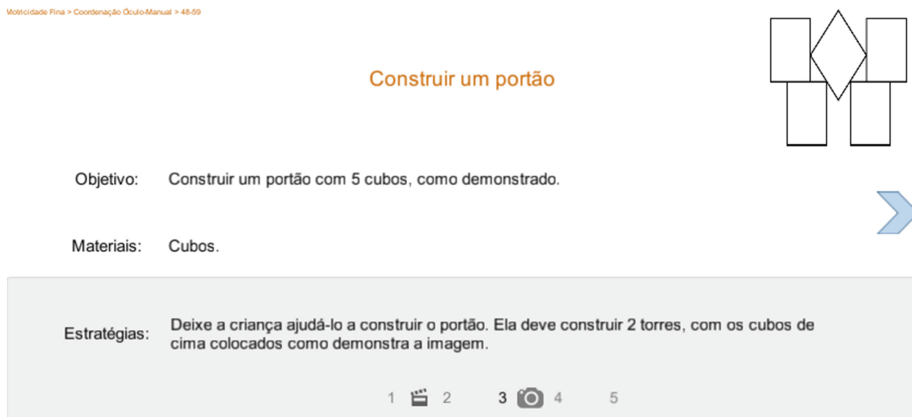 Motricidade Fina > Coordenação Óculo-Manual > 48-59
Construir um portão
Objetivo: Construir um portão com 5 cubos, como demonstrado.
Materiais: Cubos.
Estratégias: Deixe a criança ajudá-lo a construir o portão. Ela deve construir 2 torres, com os cubos de
cima colocados como demonstra a imagem.
1 2 3 4 5